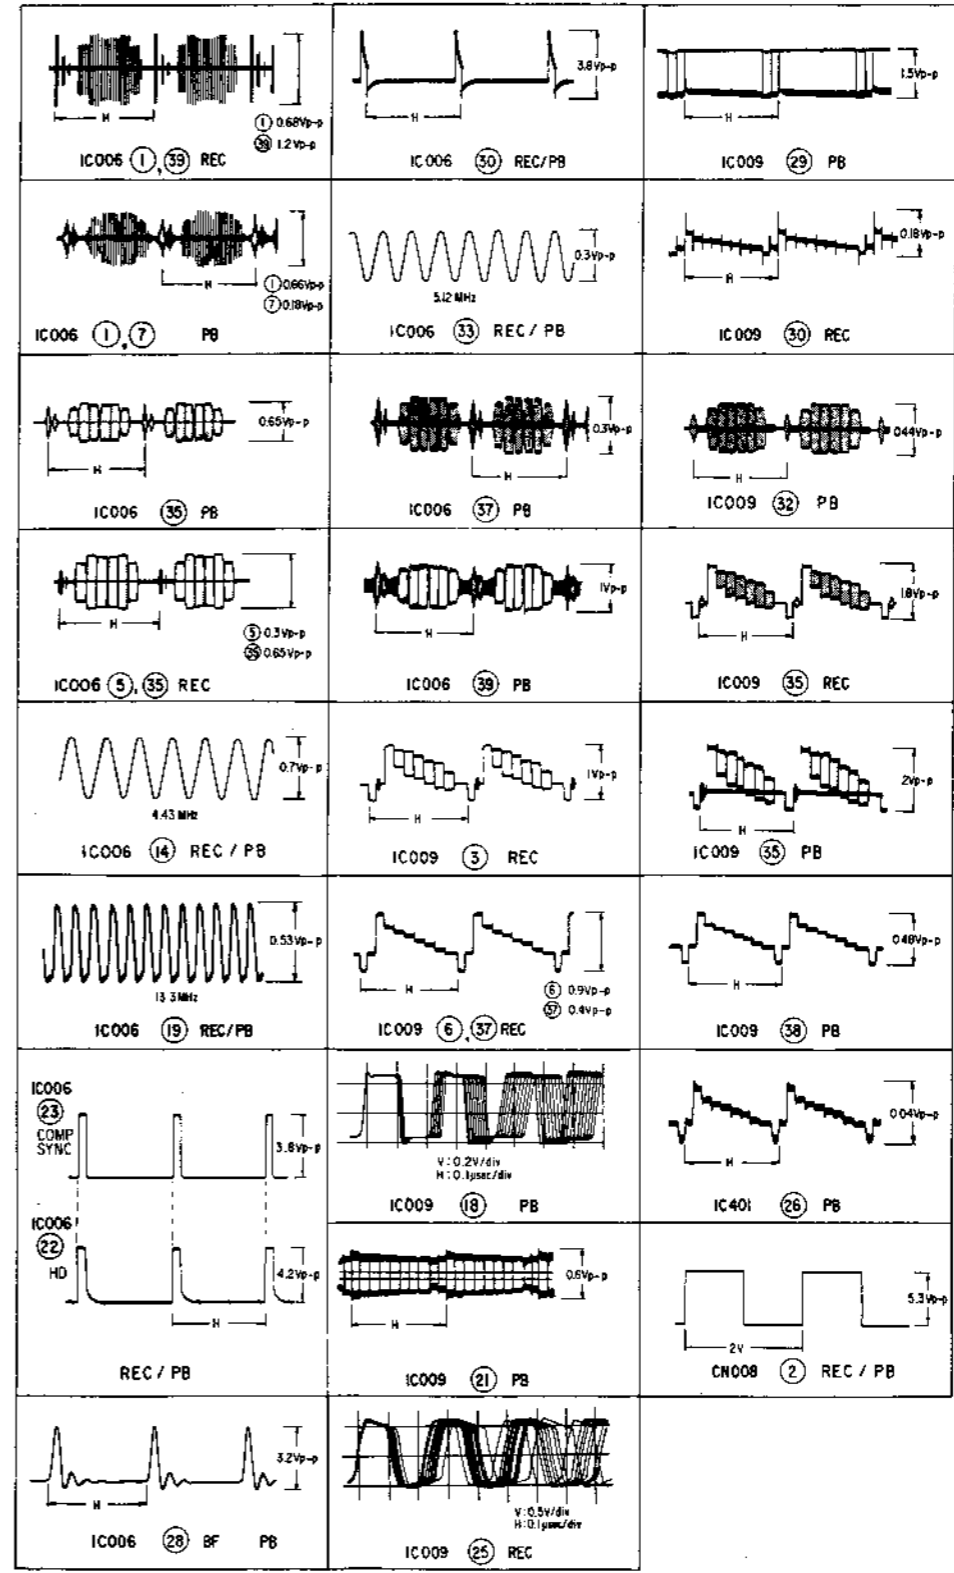 H
① 0.68Vp-p
㊴ 1.2Vp-p
IC006 ①,㊴ REC
3.8Vp-p
H
IC006 ㉚ REC/PB
1.5Vp-p
H
IC009 ㉙ PB
H
① 0.66Vp-p
⑦ 0.18Vp-p
IC006 ①,⑦ PB
0.3Vp-p
5.12 MHz
IC006 ㉝ REC / PB
0.18Vp-p
H
IC009 ㉚ REC
0.65Vp-p
H
IC006 ㉟ PB
0.3Vp-p
H
IC006 ㊲ PB
0.44Vp-p
H
IC009 ㉜ PB
H
⑤ 0.3Vp-p
㉟ 0.65Vp-p
IC006 ⑤,㉟ REC
1Vp-p
H
IC006 ㊴ PB
1.8Vp-p
H
IC009 ㉟ REC
0.7Vp-p
4.43 MHz
IC006 ⑭ REC / PB
1Vp-p
H
IC009 ③ REC
2Vp-p
H
IC009 ㉟ PB
0.53Vp-p
13.3MHz
IC006 ⑲ REC/PB
H
⑥ 0.9Vp-p
㊲ 0.4Vp-p
IC009 ⑥,㊲ REC
0.48Vp-p
H
IC009 ㊳ PB
IC006
㉓
COMP
SYNC
3.8Vp-p
IC006
㉒
HD
4.2Vp-p
H
REC / PB
V : 0.2V/div
H : 0.1μsec/div
IC009 ⑱ PB
0.04Vp-p
H
IC401 ㉖ PB
0.6Vp-p
H
IC009 ㉑ PB
5.3Vp-p
2V
CN008 ② REC / PB
3.2Vp-p
H
IC006 ㉘ BF PB
V : 0.5V/div
H : 0.1μsec/div
IC009 ㉕ REC